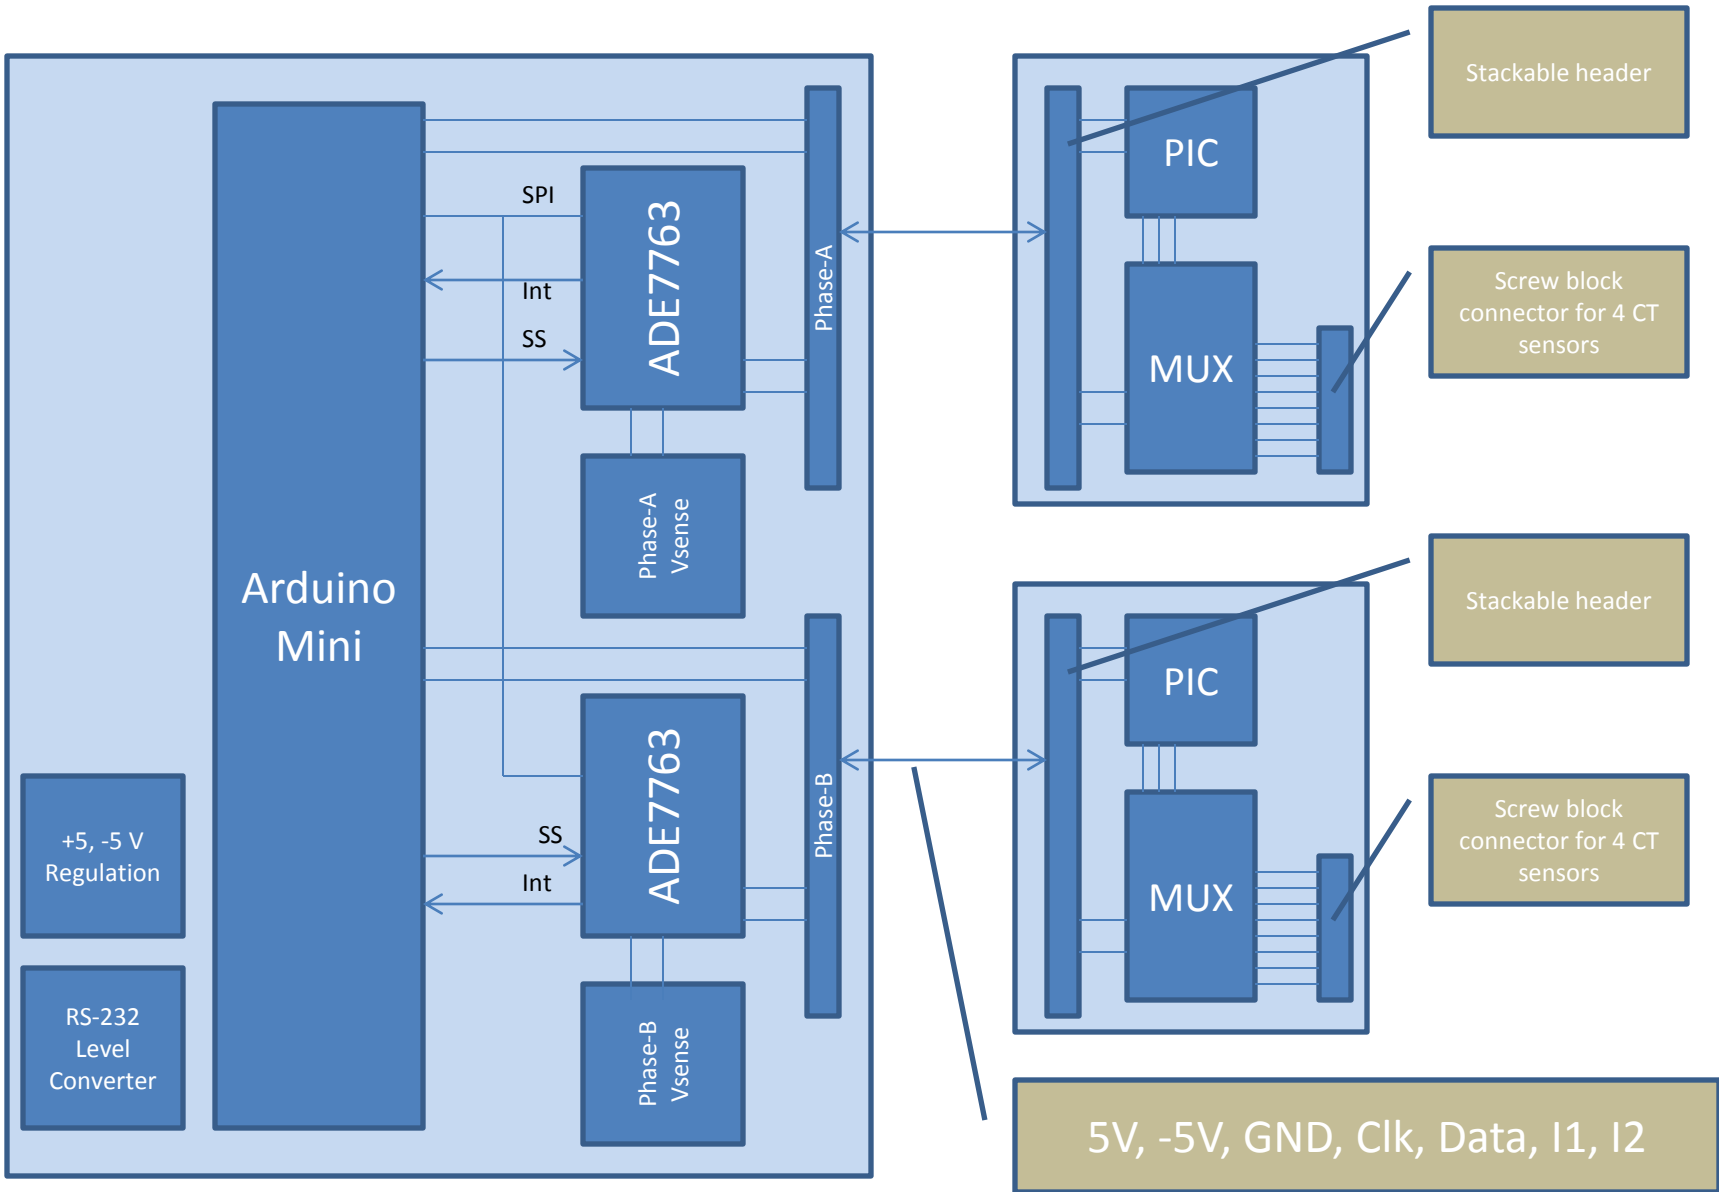 Arduino
Mini
SPI
Int
SS
ADE7763
Phase-A
Vsense
Phase-A
SS
Int
ADE7763
Phase-B
Vsense
Phase-B
+5, -5 V
Regulation
RS-232
Level
Converter
PIC
MUX
Stackable header
Screw block
connector for 4 CT
sensors
PIC
MUX
Stackable header
Screw block
connector for 4 CT
sensors
5V, -5V, GND, Clk, Data, I1, I2